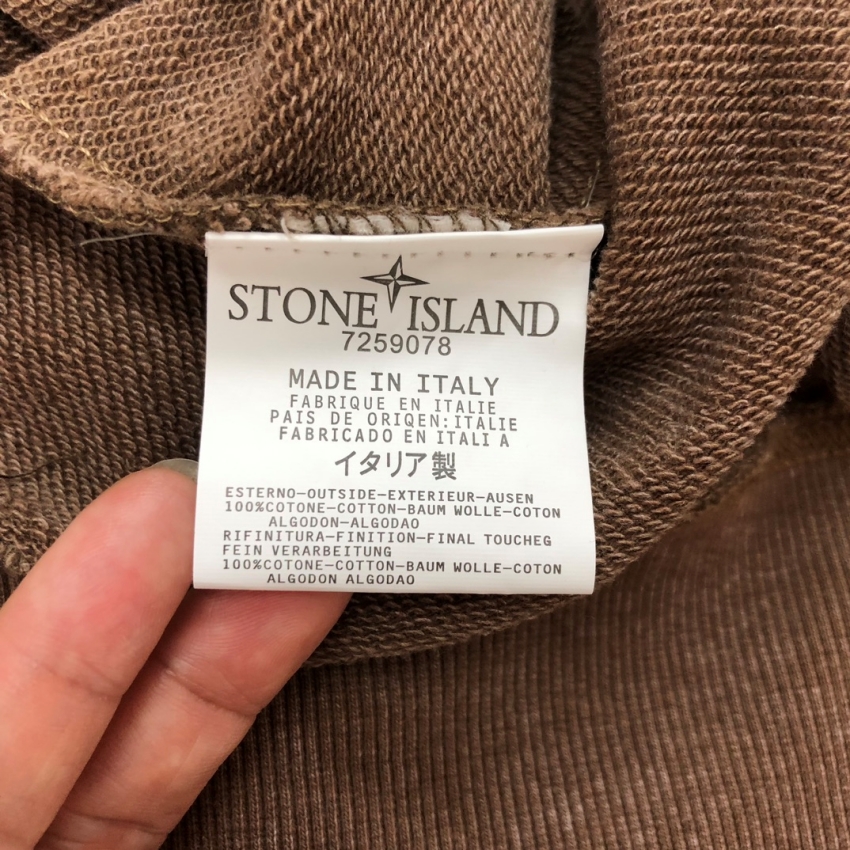 STONE ISLAND
7259078
MADE IN ITALY
FABRIQUE EN ITALIE
PAIS DE ORIQEN:ITALIE
FABRICADO EN ITALI A
イタリア製
ESTERNO-OUTSIDE-EXTERIEUR-AUSEN
100%COTONE-COTTON-BAUM WOLLE-COTON
ALGODON-ALGODAO
RIFINITURA-FINITION-FINAL TOUCHEG
FEIN VERARBEITUNG
100%COTONE-COTTON-BAUM WOLLE-COTON
ALGODON ALGODAO